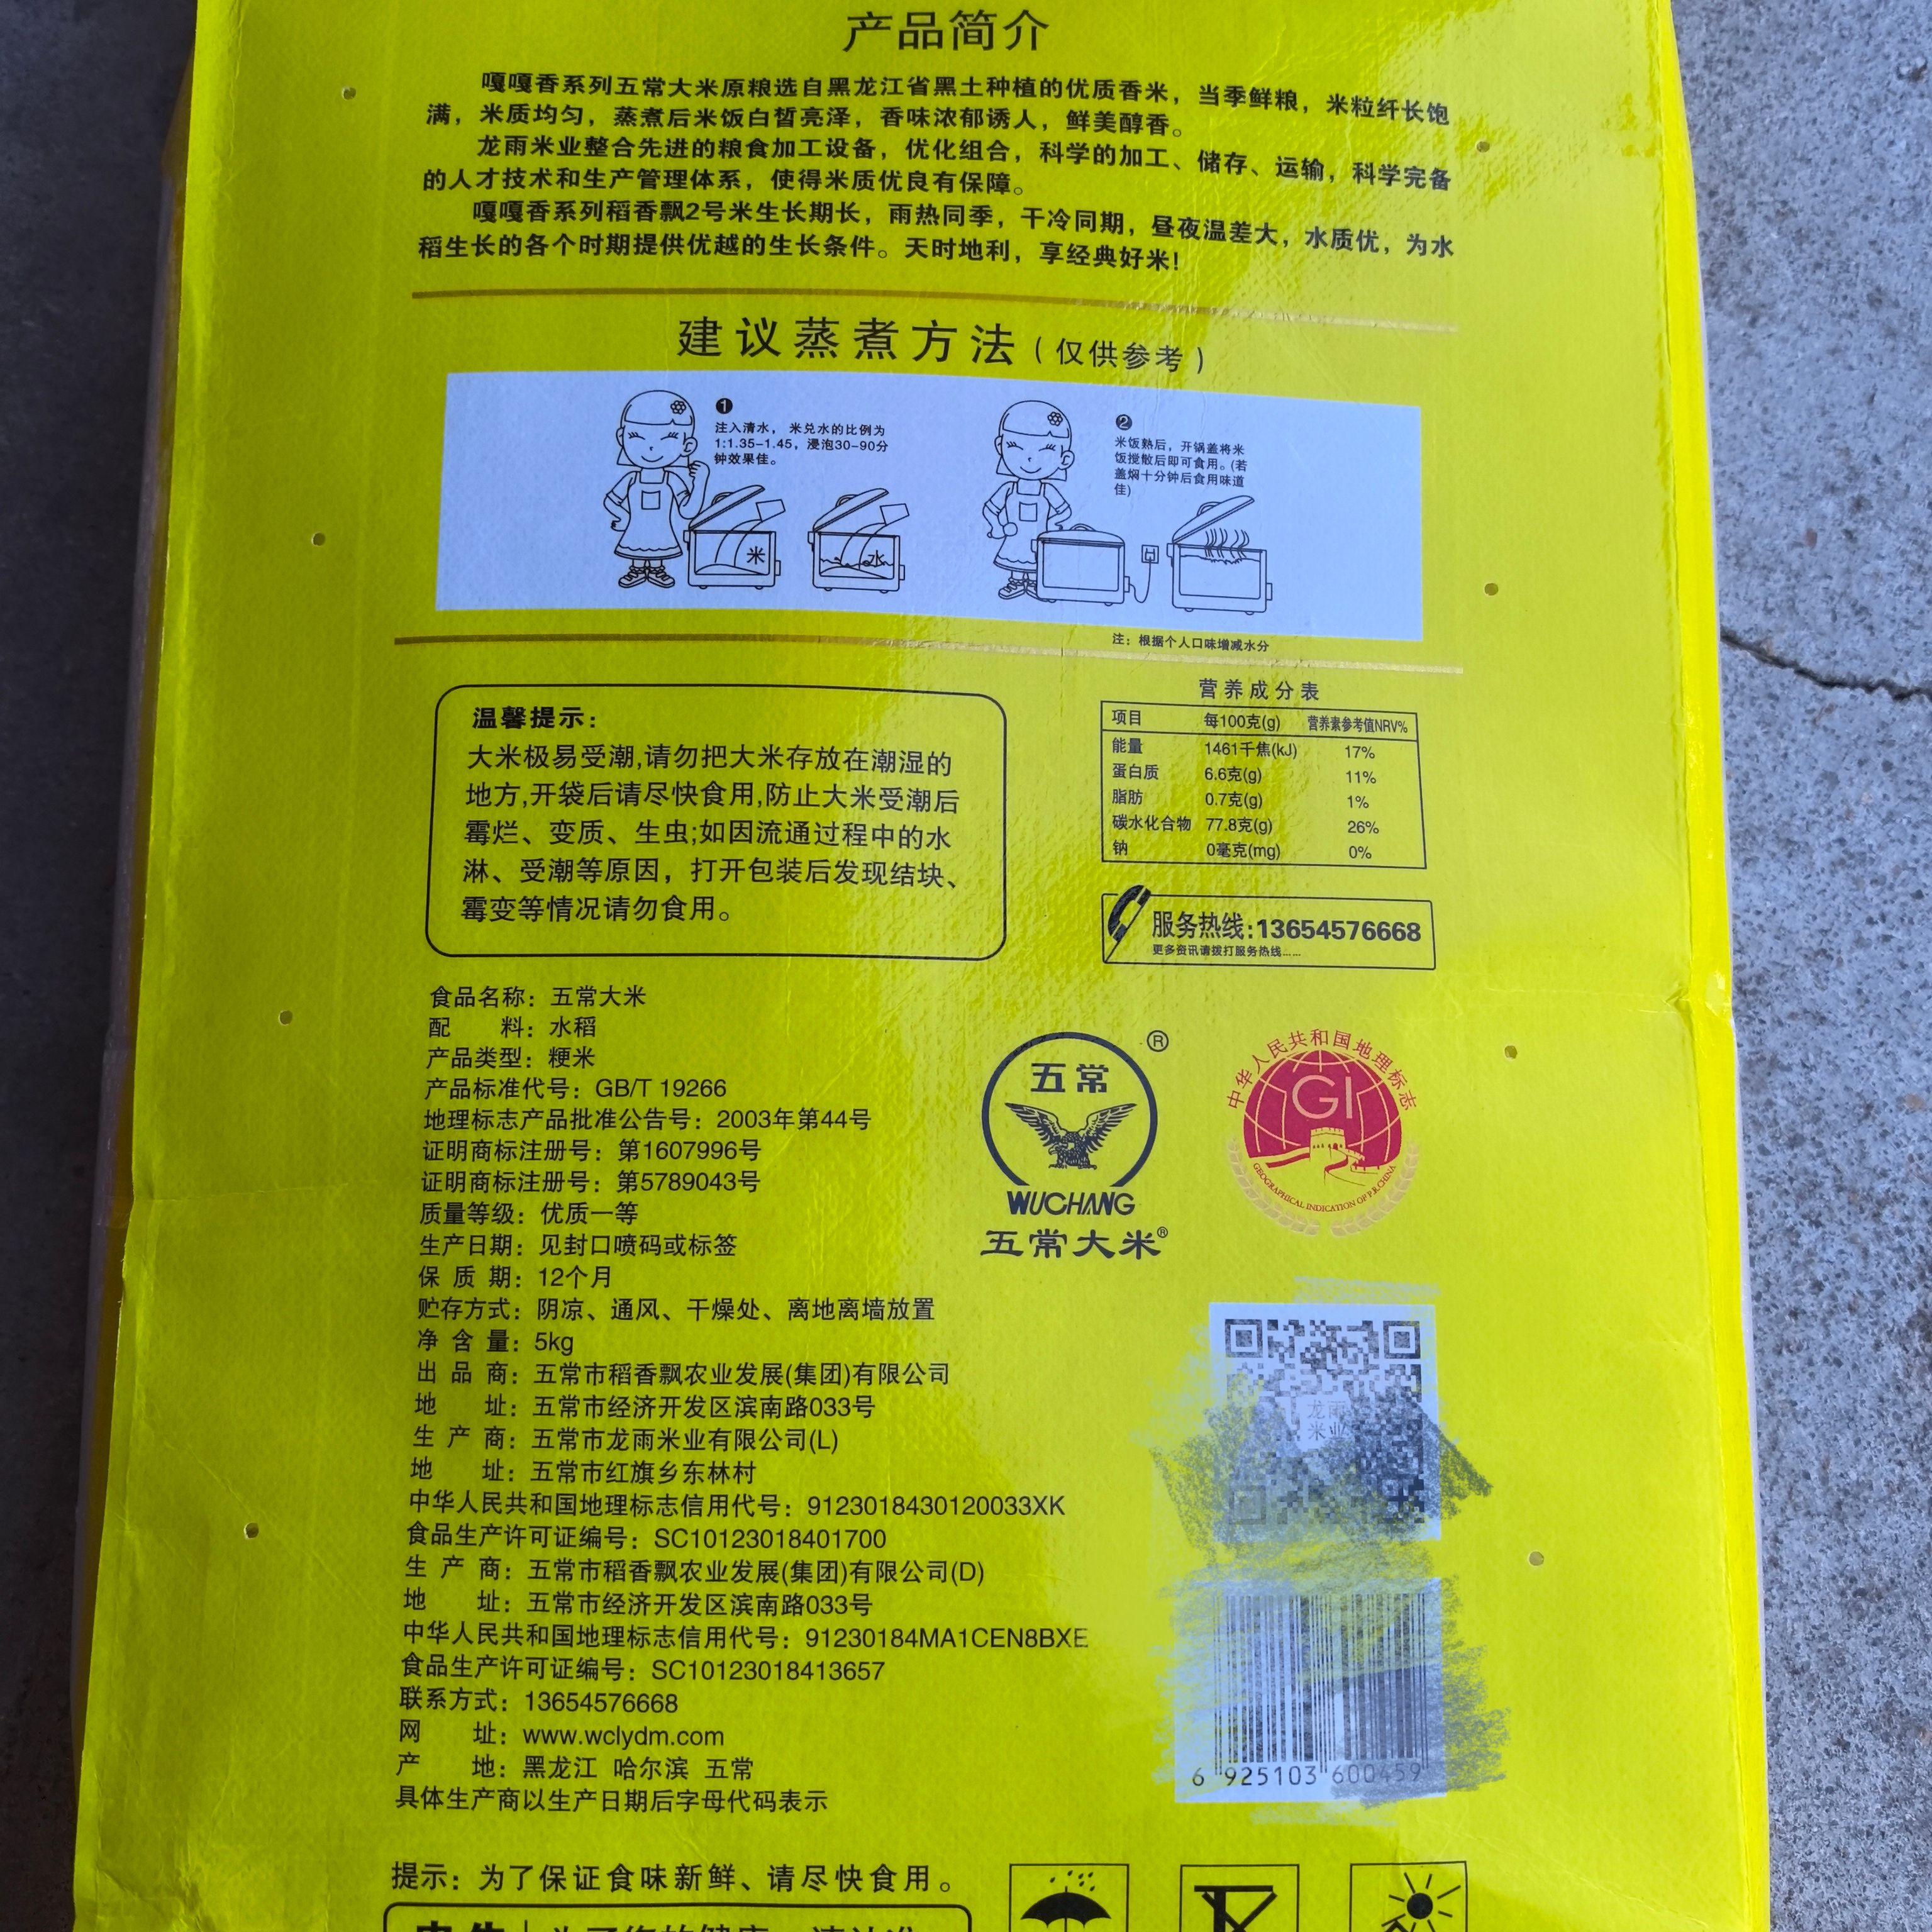 产品简介
嘎嘎香系列五常大米原粮选自黑龙江省黑土种植的优质香米，当季鲜粮，米粒纤长饱
满，米质均匀，蒸煮后米饭白皙亮泽，香味浓郁诱人，鲜美醇香。
龙雨米业整合先进的粮食加工设备，优化组合，科学的加工、储存、运输，科学完备
的人才技术和生产管理体系，使得米质优良有保障。
嘎嘎香系列稻香飘2号米生长期长，雨热同季，干冷同期，昼夜温差大，水质优，为水
稻生长的各个时期提供优越的生长条件。天时地利，享经典好米！
建议蒸煮方法（仅供参考）
1
注入清水， 米兑水的比例为
1:1.35-1.45，浸泡30-90分
钟效果佳。
米
水
2
米饭熟后，开锅盖将米
饭搅散后即可食用。(若
盖焖十分钟后食用味道
佳)
注：根据个人口味增减水分
温馨提示：
大米极易受潮,请勿把大米存放在潮湿的
地方,开袋后请尽快食用,防止大米受潮后
霉烂、变质、生虫;如因流通过程中的水
淋、受潮等原因，打开包装后发现结块、
霉变等情况请勿食用。
营养成分表
项目 每100克(g) 营养素参考值NRV%
能量 1461千焦(kJ) 17%
蛋白质 6.6克(g) 11%
脂肪 0.7克(g) 1%
碳水化合物 77.8克(g) 26%
钠 0毫克(mg) 0%
服务热线:13654576668
更多资讯请拨打服务热线……
食品名称：五常大米
配 料：水稻
产品类型：粳米
产品标准代号：GB/T 19266
地理标志产品批准公告号：2003年第44号
证明商标注册号：第1607996号
证明商标注册号：第5789043号
质量等级：优质一等
生产日期：见封口喷码或标签
保 质 期：12个月
贮存方式：阴凉、通风、干燥处、离地离墙放置
净 含 量：5kg
出 品 商：五常市稻香飘农业发展(集团)有限公司
地 址：五常市经济开发区滨南路033号
生 产 商：五常市龙雨米业有限公司(L)
地 址：五常市红旗乡东林村
中华人民共和国地理标志信用代号：9123018430120033XK
食品生产许可证编号：SC10123018401700
生 产 商：五常市稻香飘农业发展(集团)有限公司(D)
地 址：五常市经济开发区滨南路033号
中华人民共和国地理标志信用代号：91230184MA1CEN8BXE
食品生产许可证编号：SC10123018413657
联系方式：13654576668
网 址：www.wclydm.com
产 地：黑龙江 哈尔滨 五常
具体生产商以生产日期后字母代码表示
五常
®
WUCHANG
五常大米®
中华人民共和国地理标志
GI
GEOGRAPHICAL INDICATION OF P.R.CHINA
龙雨
米业
6 925103 600459
提示：为了保证食味新鲜、请尽快食用。